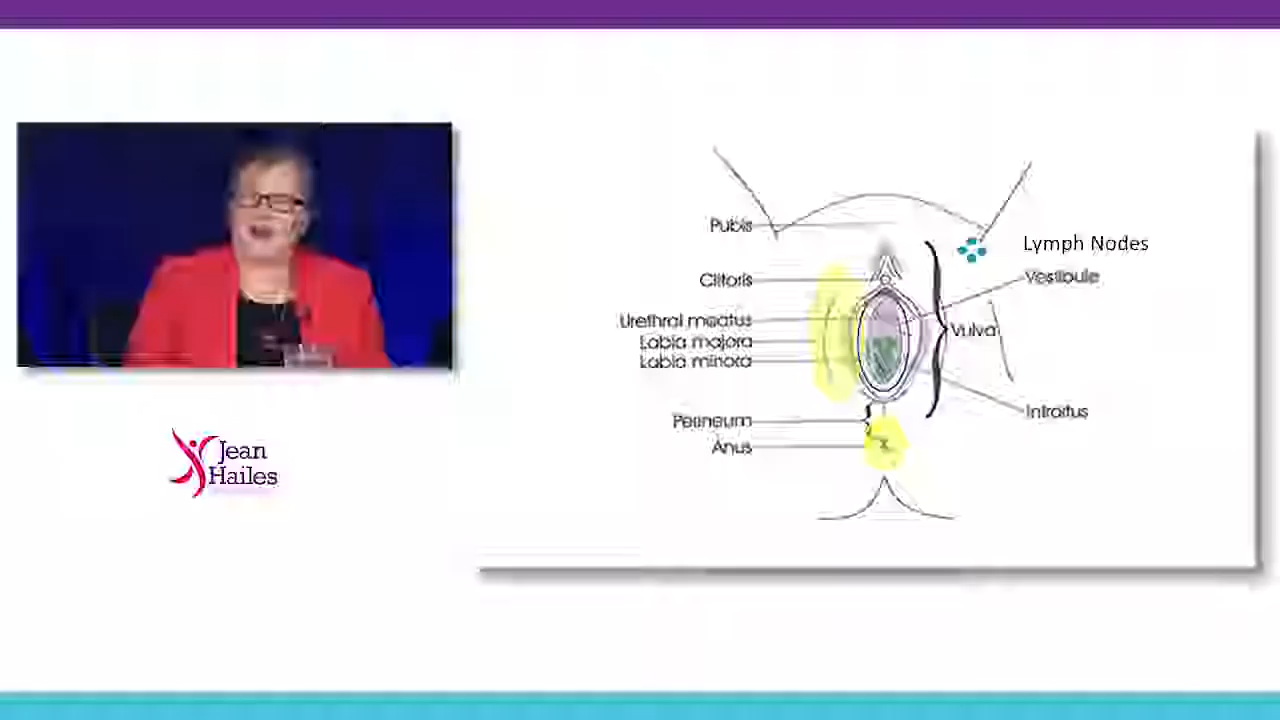 Pubis
Lymph Nodes
Clitoris
Vestibule
Urethral meatus
Vulva
Labia majora
Labia minora
Introitus
Perineum
Anus
Jean
Hailes